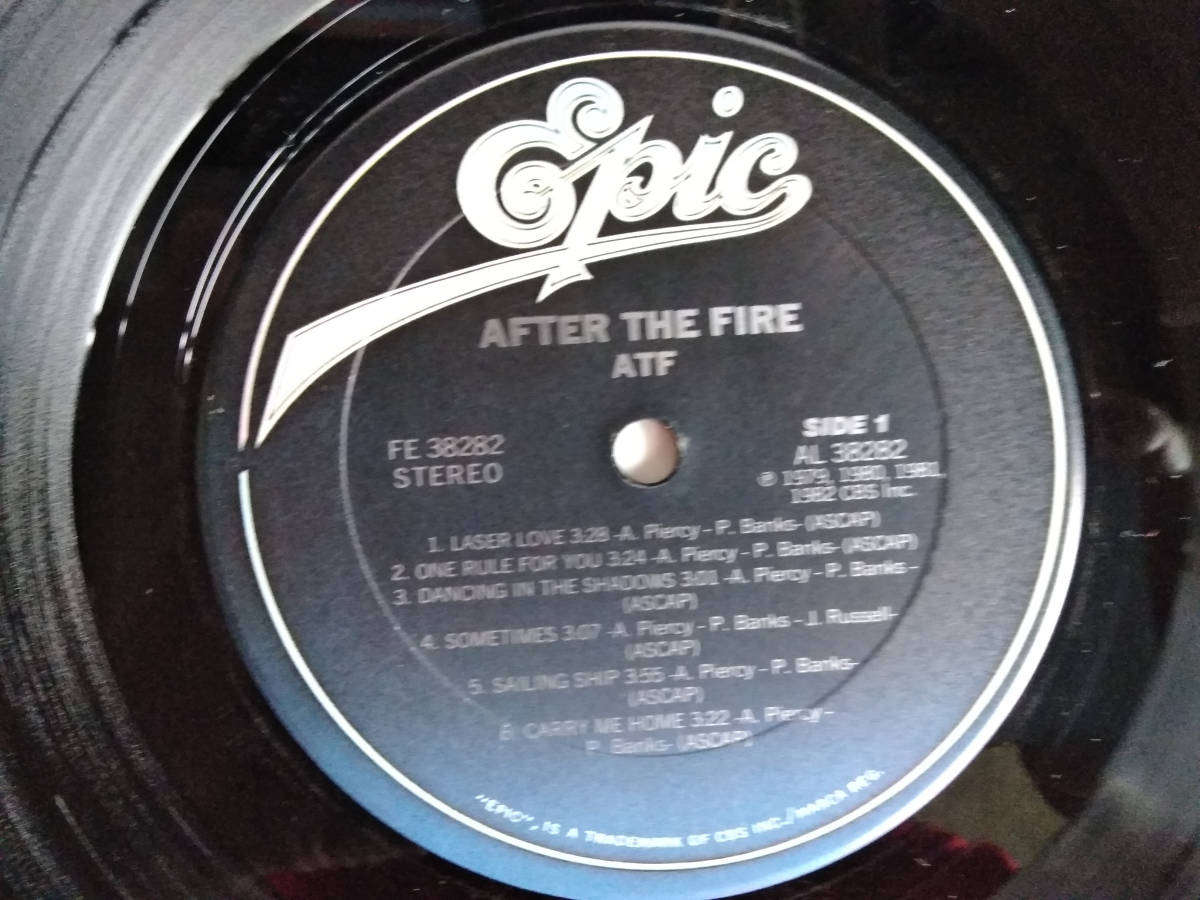 Epic
AFTER THE FIRE
ATF
FE 38282
STEREO
SIDE 1
AL 38282
℗ 1979, 1980, 1981,
1982 CBS Inc.
1. LASER LOVE 3:28 -A. Piercy - P. Banks- (ASCAP)
2. ONE RULE FOR YOU 3:24 -A. Piercy - P. Banks- (ASCAP)
3. DANCING IN THE SHADOWS 3:01 -A. Piercy - P. Banks -
(ASCAP)
4. SOMETIMES 3:07 -A. Piercy - P. Banks - J. Russell-
(ASCAP)
5. SAILING SHIP 3:55 -A. Piercy - P. Banks-
(ASCAP)
6. CARRY ME HOME 3:22 -A. Piercy -
P. Banks- (ASCAP)
"EPIC", IS A TRADEMARK OF CBS INC./MARCA REG.